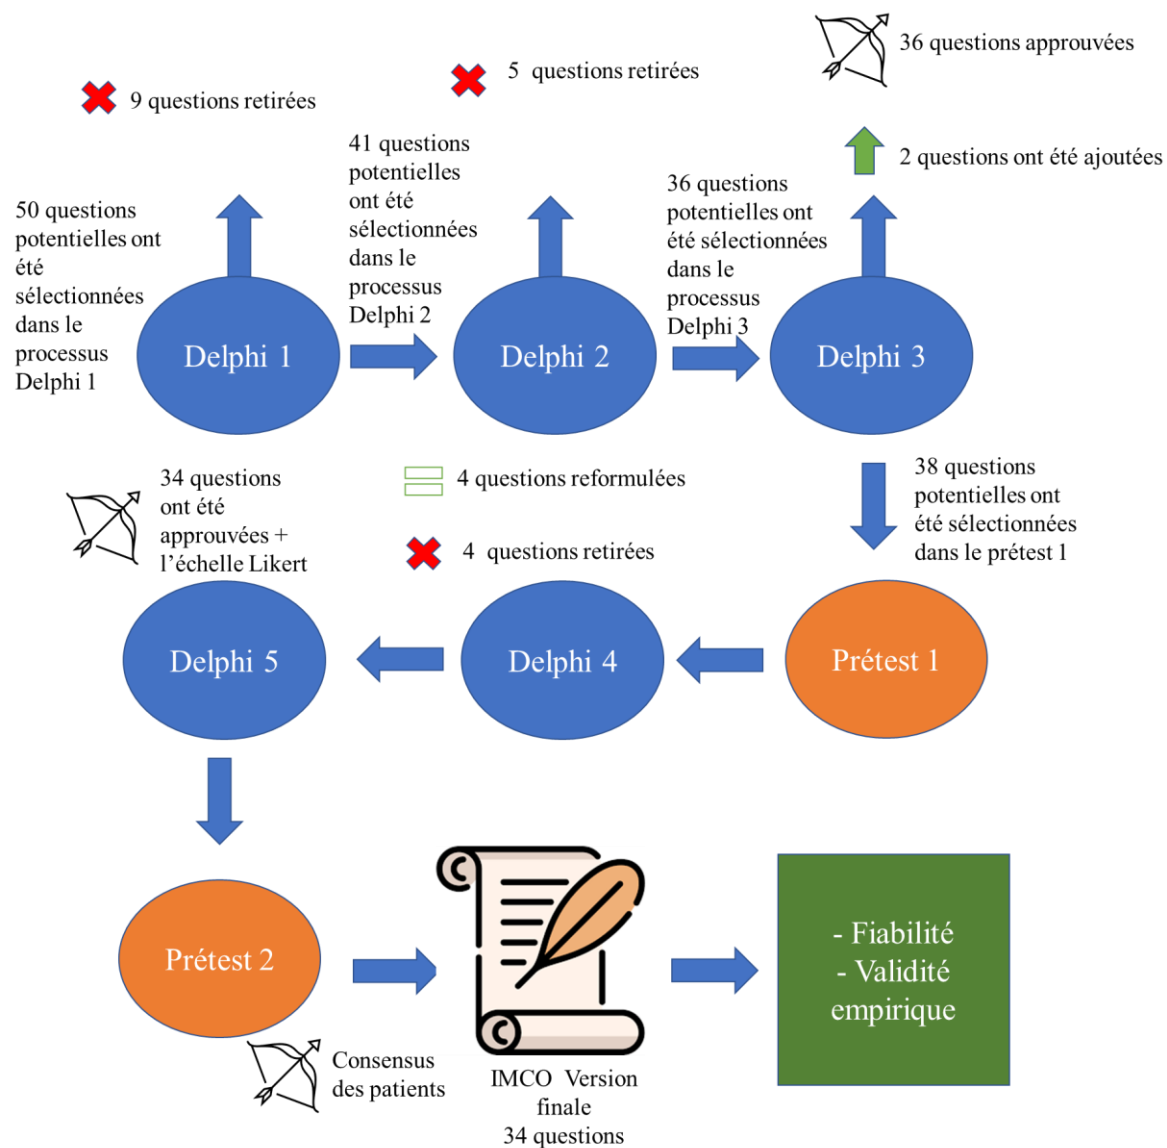 36 questions approuvées
5 questions retirées
9 questions retirées
2 questions ont été ajoutées
50 questions
potentielles ont
été
sélectionnées
dans le
processus
Delphi 1
41 questions
potentielles
ont été
sélectionnées
dans le
processus
Delphi 2
36 questions
potentielles ont
été sélectionnées
dans le
processus
Delphi 3
Delphi 1
Delphi 2
Delphi 3
38 questions
potentielles ont
été sélectionnées
dans le prétest 1
34 questions
ont été
approuvées +
l’échelle Likert
4 questions reformulées
4 questions retirées
Delphi 5
Delphi 4
Prétest 1
Prétest 2
Consensus
des patients
IMCO Version
finale
34 questions
- Fiabilité
- Validité
empirique